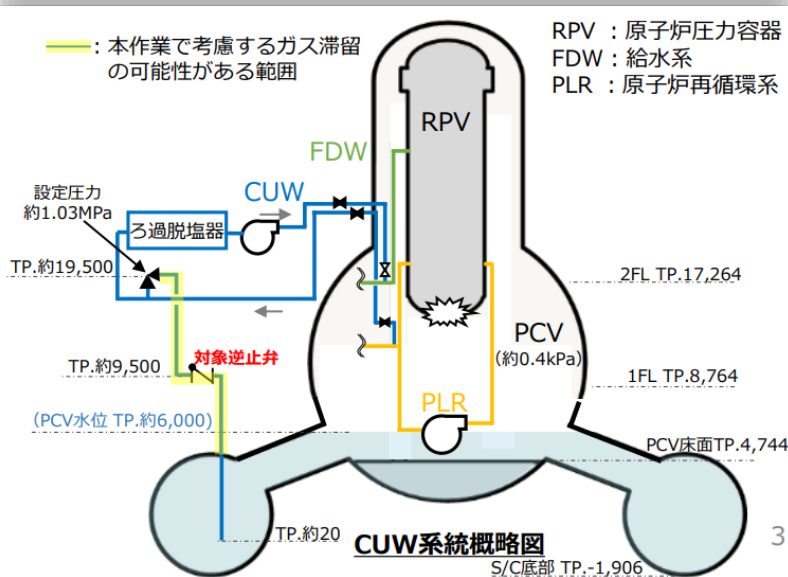 ：本作業で考慮するガス滞留
の可能性がある範囲
RPV ：原子炉圧力容器
FDW：給水系
PLR ：原子炉再循環系
RPV
FDW
CUW
設定圧力
約1.03MPa
ろ過脱塩器
TP.約19,500
2FL TP.17,264
PCV
(約0.4kPa)
対象逆止弁
TP.約9,500
1FL TP.8,764
PLR
(PCV水位 TP.約6,000)
PCV床面TP.4,744
TP.約20
CUW系統概略図
3
S/C底部 TP.-1,906